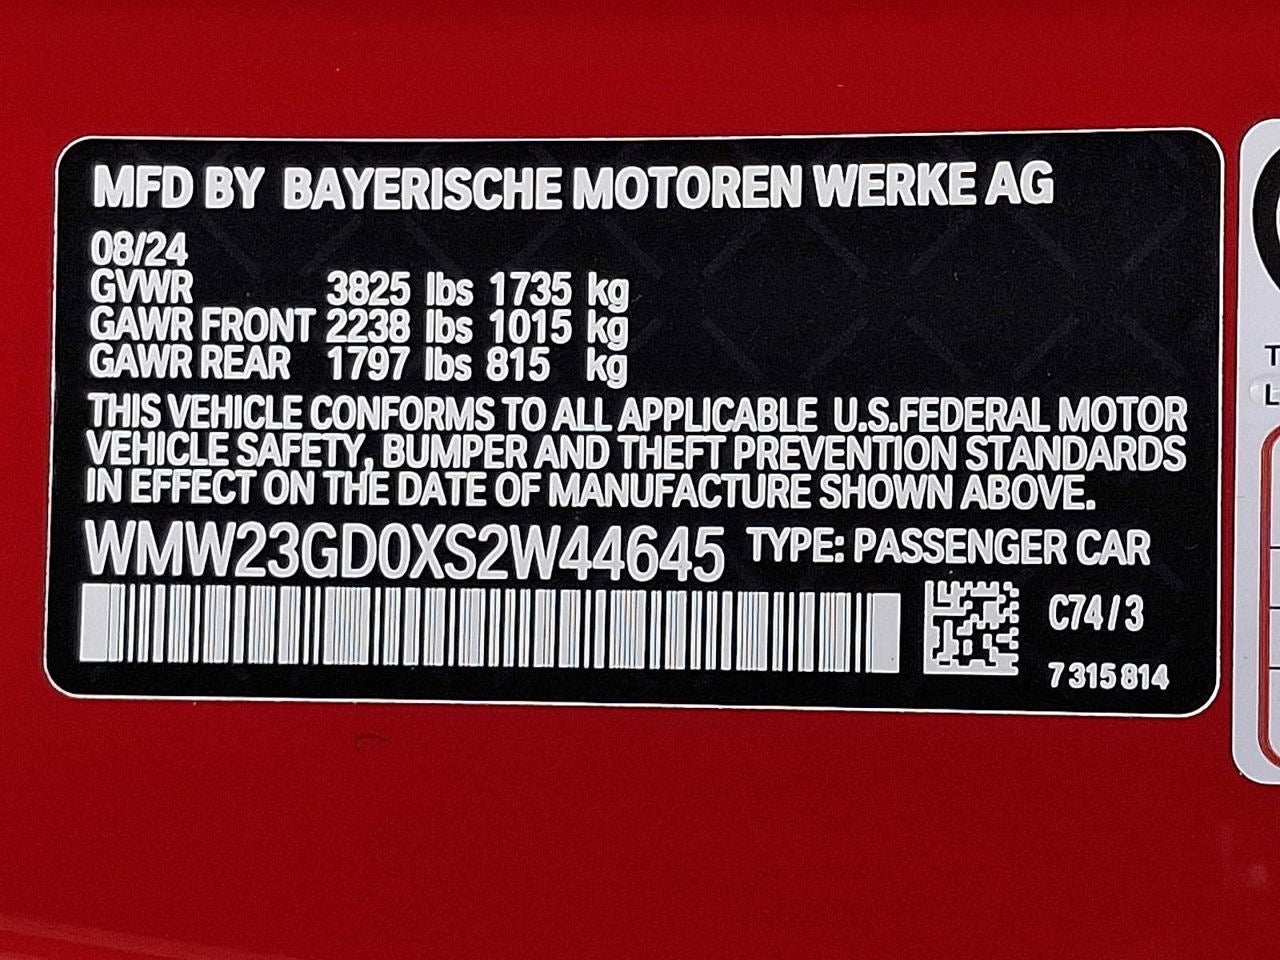 MFD BY BAYERISCHE MOTOREN WERKE AG
08/24
GVWR 3825 lbs 1735 kg
GAWR FRONT 2238 lbs 1015 kg
GAWR REAR 1797 lbs 815 kg
THIS VEHICLE CONFORMS TO ALL APPLICABLE U.S.FEDERAL MOTOR
VEHICLE SAFETY, BUMPER AND THEFT PREVENTION STANDARDS
IN EFFECT ON THE DATE OF MANUFACTURE SHOWN ABOVE.
WMW23GD0XS2W44645 TYPE: PASSENGER CAR
C74/3
7 315 814